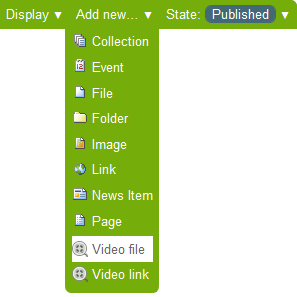 Display ▼ Add new... ▼ State: Published ▼
Collection
Event
File
Folder
Image
Link
News Item
Page
Video file
Video link